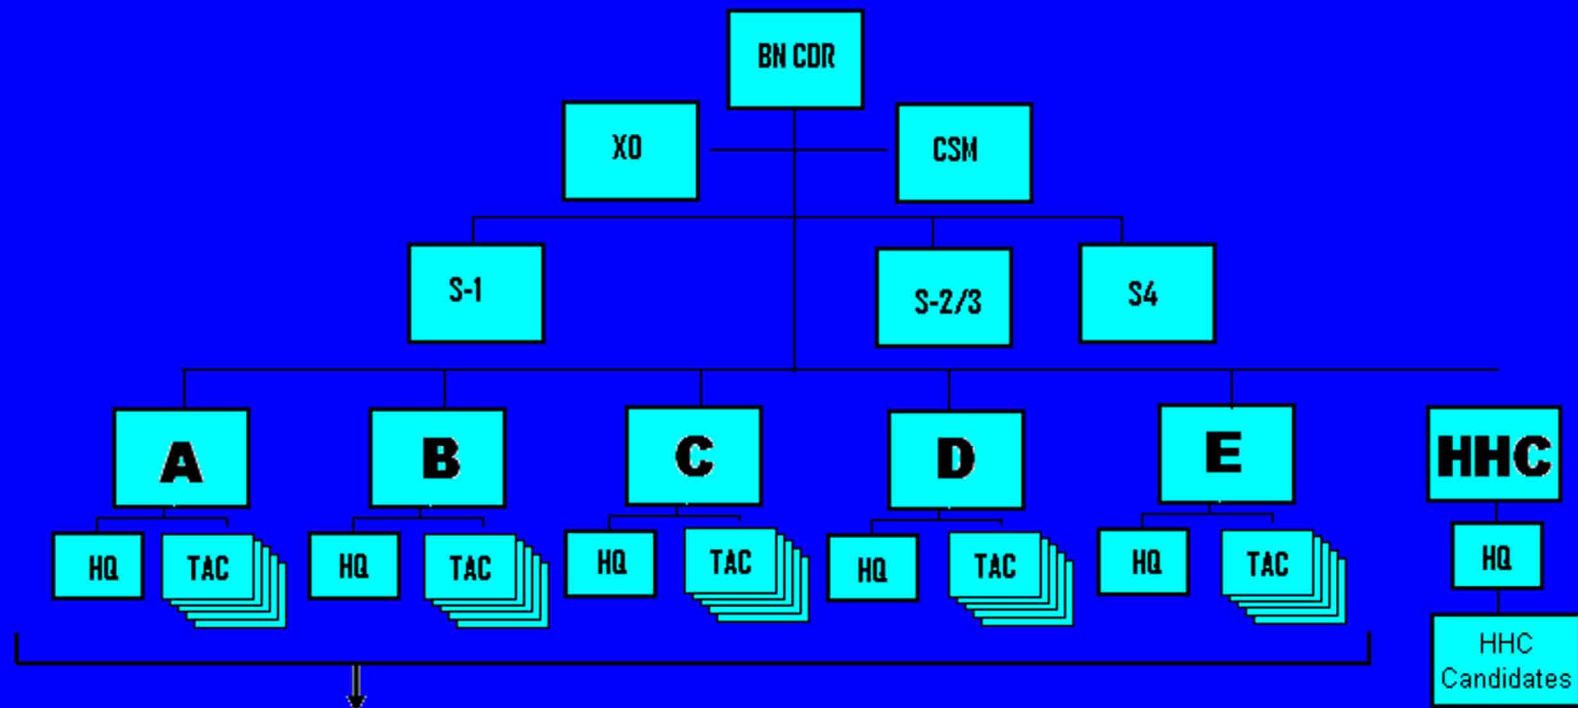 BN CDR
XO
CSM
S-1
S-2/3
S4
A
B
C
D
E
HHC
HQ
TAC
HQ
TAC
HQ
TAC
HQ
TAC
HQ
TAC
HQ
HHC
Candidates